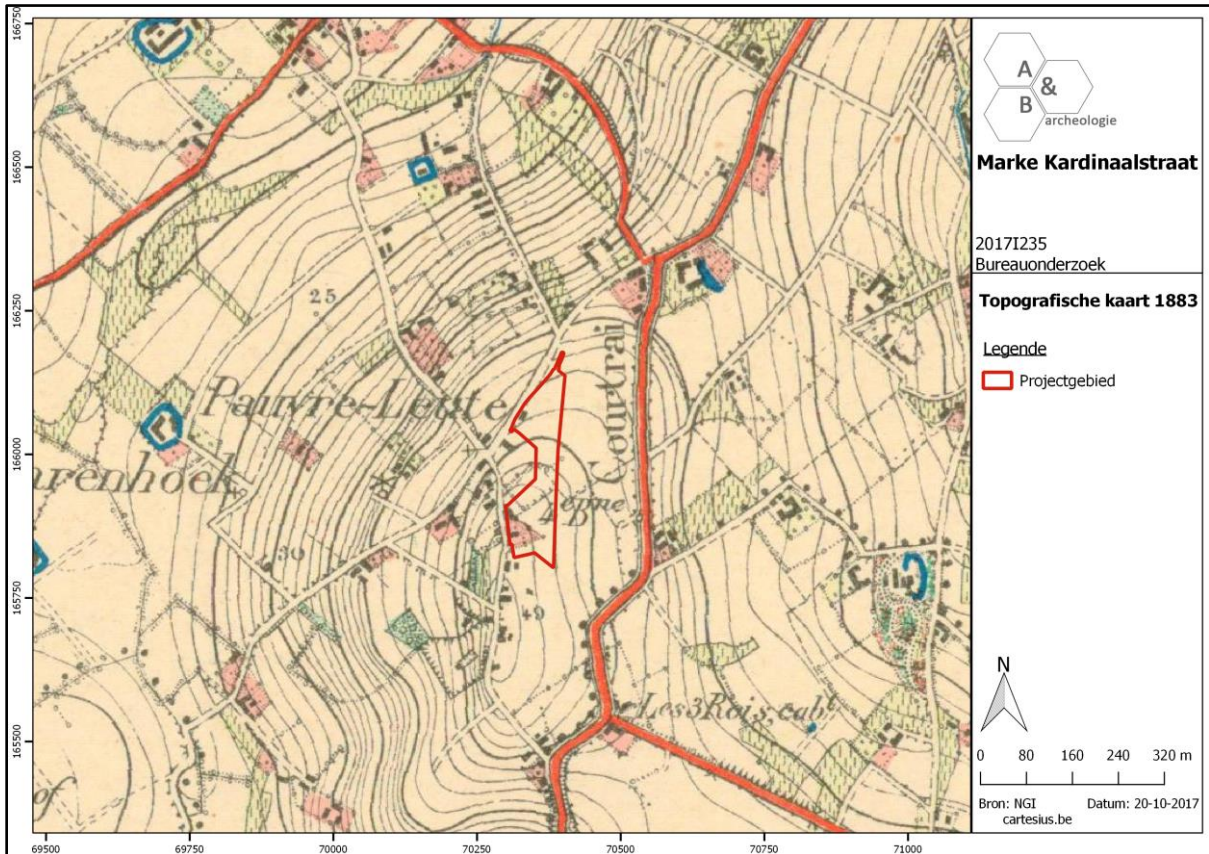 166750
166500
166250
166000
165750
165500
69500
69750
70000
70250
70500
70750
71000
25
Pauvre-Leute
Courtrai
30
49
Les 3 Rois, cabt
A
&
B
archeologie
Marke Kardinaalstraat
2017I235
Bureauonderzoek
Topografische kaart 1883
Legende
Projectgebied
N
0 80 160 240 320 m
Bron: NGI Datum: 20-10-2017
cartesius.be